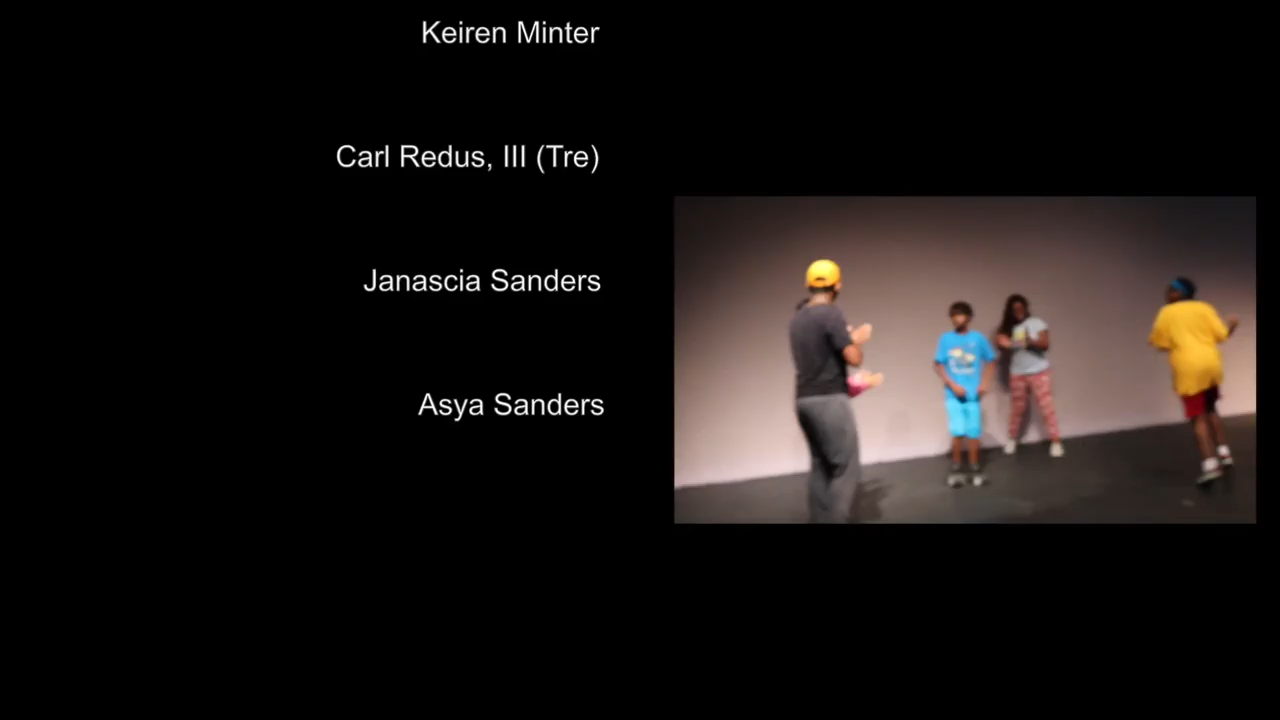 Keiren Minter
Carl Redus, III (Tre)
Janascia Sanders
Asya Sanders